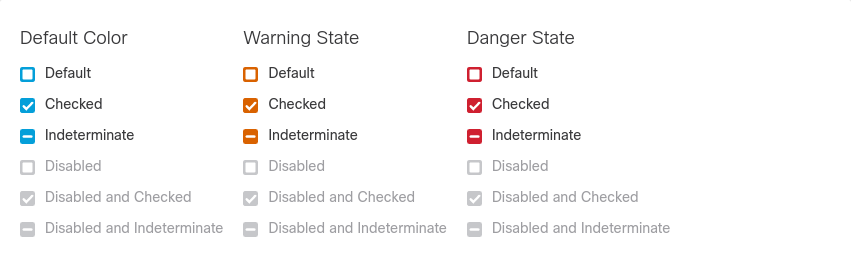 Default Color
Default
Checked
Indeterminate
Disabled
Disabled and Checked
Disabled and Indeterminate
Warning State
Default
Checked
Indeterminate
Disabled
Disabled and Checked
Disabled and Indeterminate
Danger State
Default
Checked
Indeterminate
Disabled
Disabled and Checked
Disabled and Indeterminate